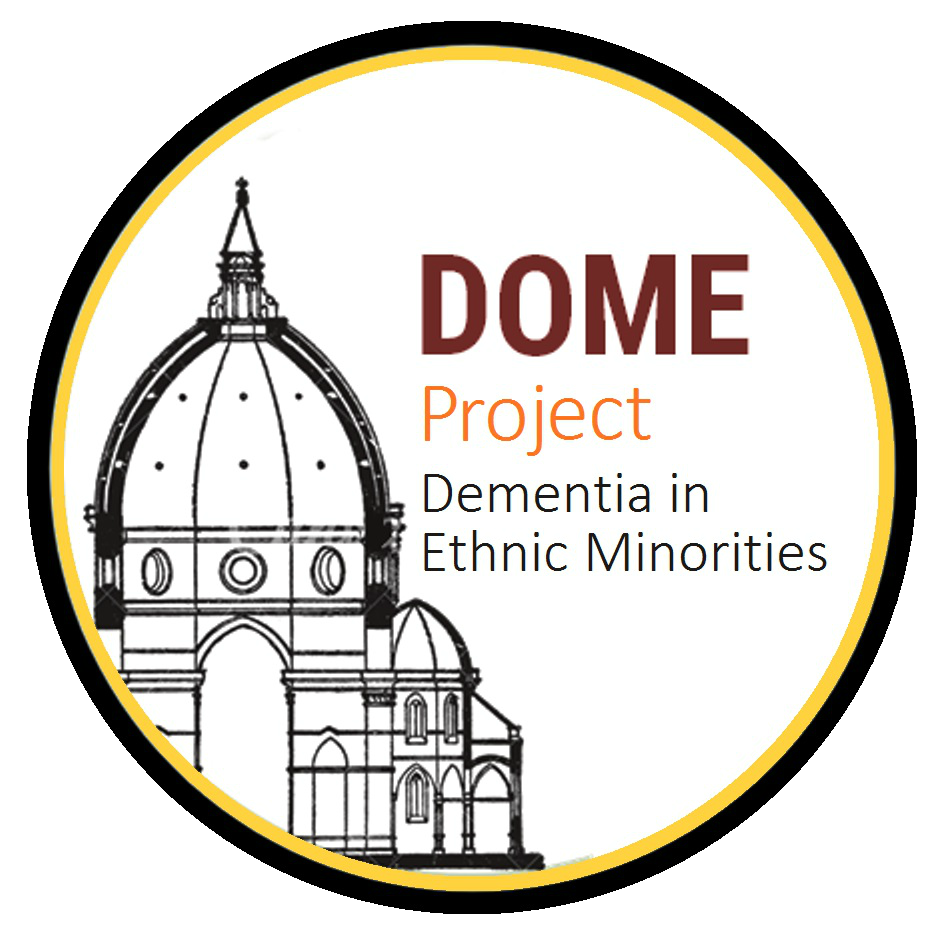 DOME
Project
Dementia in
Ethnic Minorities